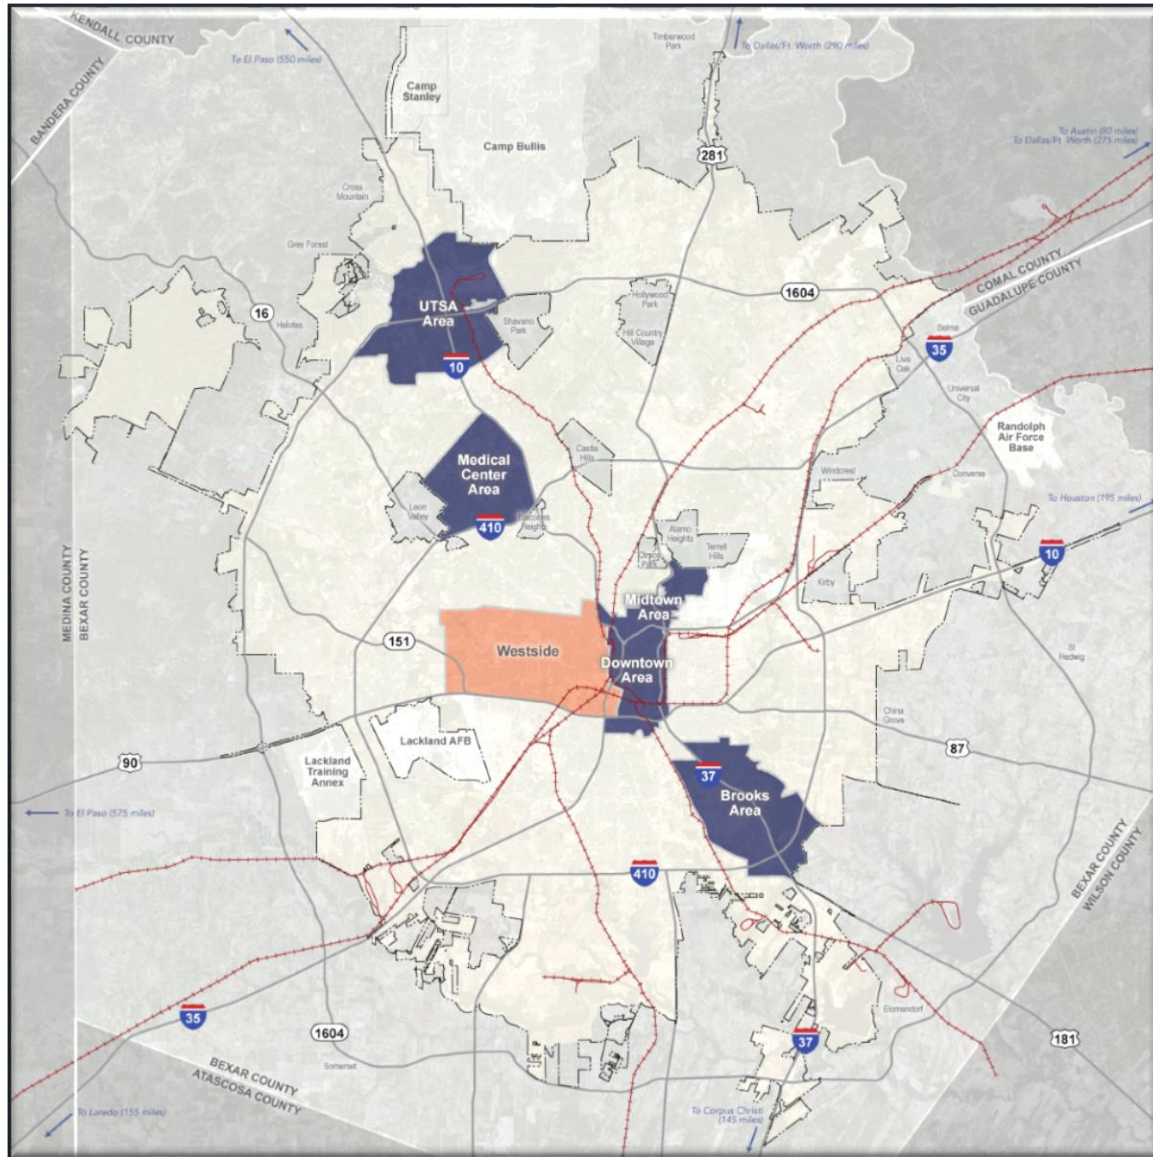 KENDALL COUNTY
BANDERA COUNTY
To El Paso (550 miles)
Timberwood
Park
To Dallas/Ft. Worth (290 miles)
Camp
Stanley
Camp Bullis
281
To Austin (80 miles)
To Dallas/Ft. Worth (275 miles)
Cross
Mountain
Grey Forest
COMAL COUNTY
GUADALUPE COUNTY
16
Helotes
UTSA
Area
Shavano
Park
Hollywood
Park
Hill Country
Village
1604
Selma
35
Live
Oak
10
Universal
City
Randolph
Air Force
Base
Medical
Center
Area
Castle
Hills
Windcrest
Converse
To Houston (195 miles)
Leon
Valley
410
Balcones
Heights
Alamo
Heights
Olmos
Park
Terrell
Hills
10
Kirby
MEDINA COUNTY
BEXAR COUNTY
Midtown
Area
151
Westside
Downtown
Area
St
Hedwig
China
Grove
Lackland AFB
87
90
Lackland
Training
Annex
37
Brooks
Area
To El Paso (575 miles)
410
BEXAR COUNTY
WILSON COUNTY
35
1604
Elmendorf
37
181
Somerset
BEXAR COUNTY
ATASCOSA COUNTY
To Laredo (155 miles)
To Corpus Christi
(145 miles)